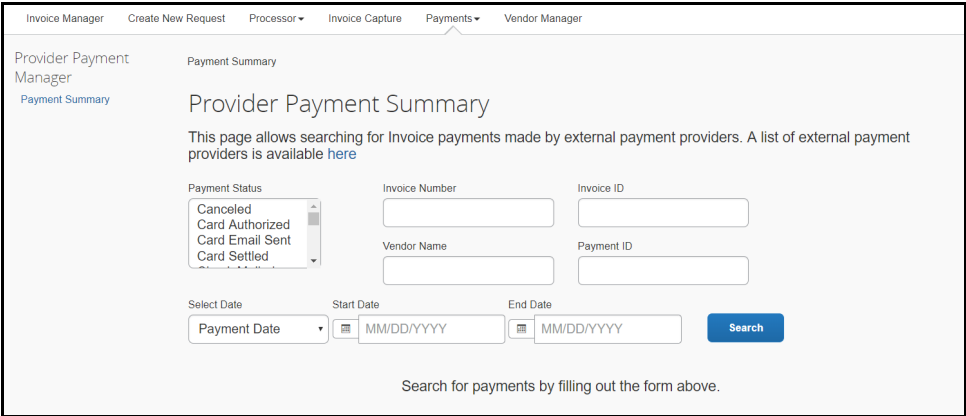 Invoice Manager Create New Request Processor Invoice Capture Payments Vendor Manager
Provider Payment
Manager
Payment Summary
Payment Summary
Provider Payment Summary
This page allows searching for Invoice payments made by external payment providers. A list of external payment
providers is available here
Payment Status
Canceled
Card Authorized
Card Email Sent
Card Settled
Invoice Number
Invoice ID
Vendor Name
Payment ID
Select Date
Payment Date
Start Date
MM/DD/YYYY
End Date
MM/DD/YYYY
Search
Search for payments by filling out the form above.